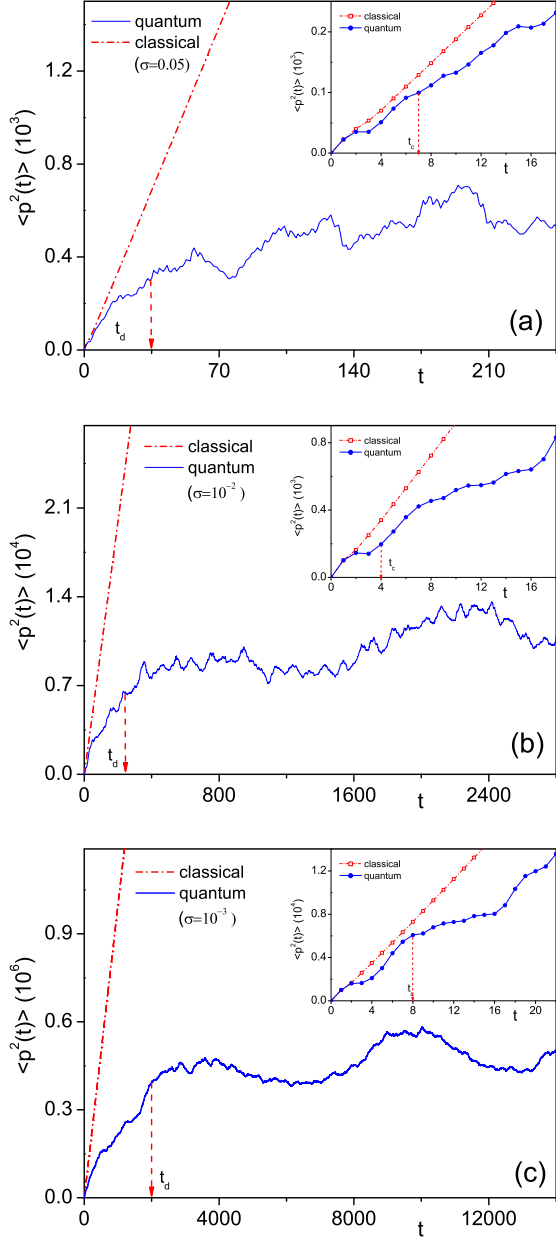 quantum
classical
(σ=0.05)
<p²(t)> (10³)
1.2
0.8
0.4
0.0
0
70
140
210
t
t_d
(a)
classical
quantum
<p²(t)> (10³)
0.2
0.1
0.0
0
4
8
12
16
t
t_c
classical
quantum
(σ=10⁻²)
<p²(t)> (10⁴)
2.1
1.4
0.7
0.0
0
800
1600
2400
t
t_d
(b)
classical
quantum
<p²(t)> (10³)
0.8
0.4
0.0
0
4
8
12
16
t
t_c
classical
quantum
(σ=10⁻³)
<p²(t)> (10⁶)
0.9
0.6
0.3
0.0
0
4000
8000
12000
t
t_d
(c)
classical
quantum
<p²(t)> (10⁴)
1.2
0.8
0.4
0.0
0
4
8
12
16
20
t